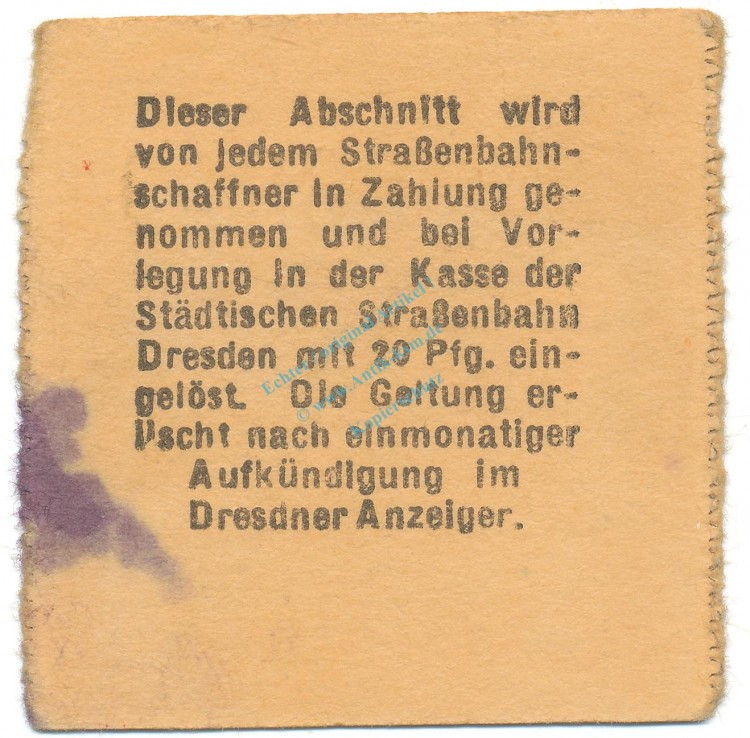 Dieser Abschnitt wird
von jedem Straßenbahn-
schaffner in Zahlung ge-
nommen und bei Vor-
legung in der Kasse der
Städtischen Straßenbahn
Dresden mit 20 Pfg. ein-
gelöst. Die Geltung er-
lischt nach einmonatiger
Aufkündigung im
Dresdner Anzeiger.